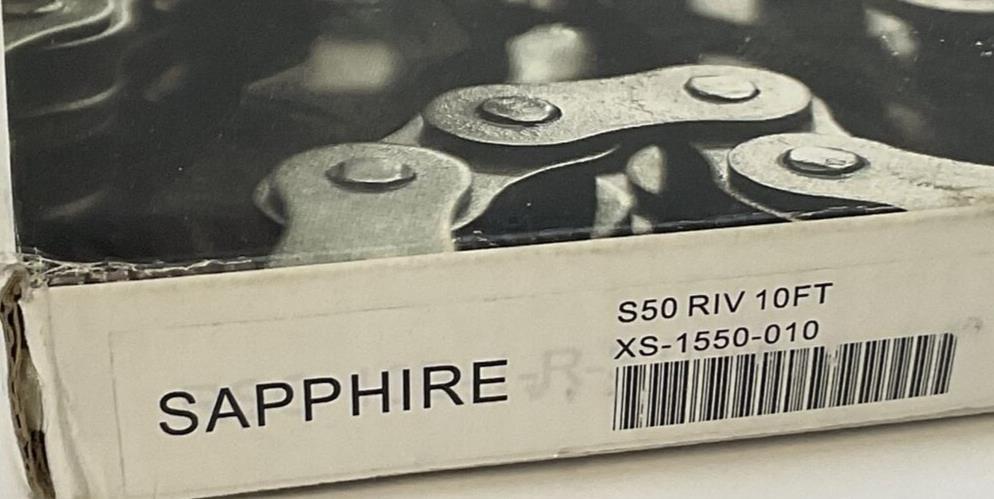 S50 RIV 10FT
XS-1550-010
SAPPHIRE